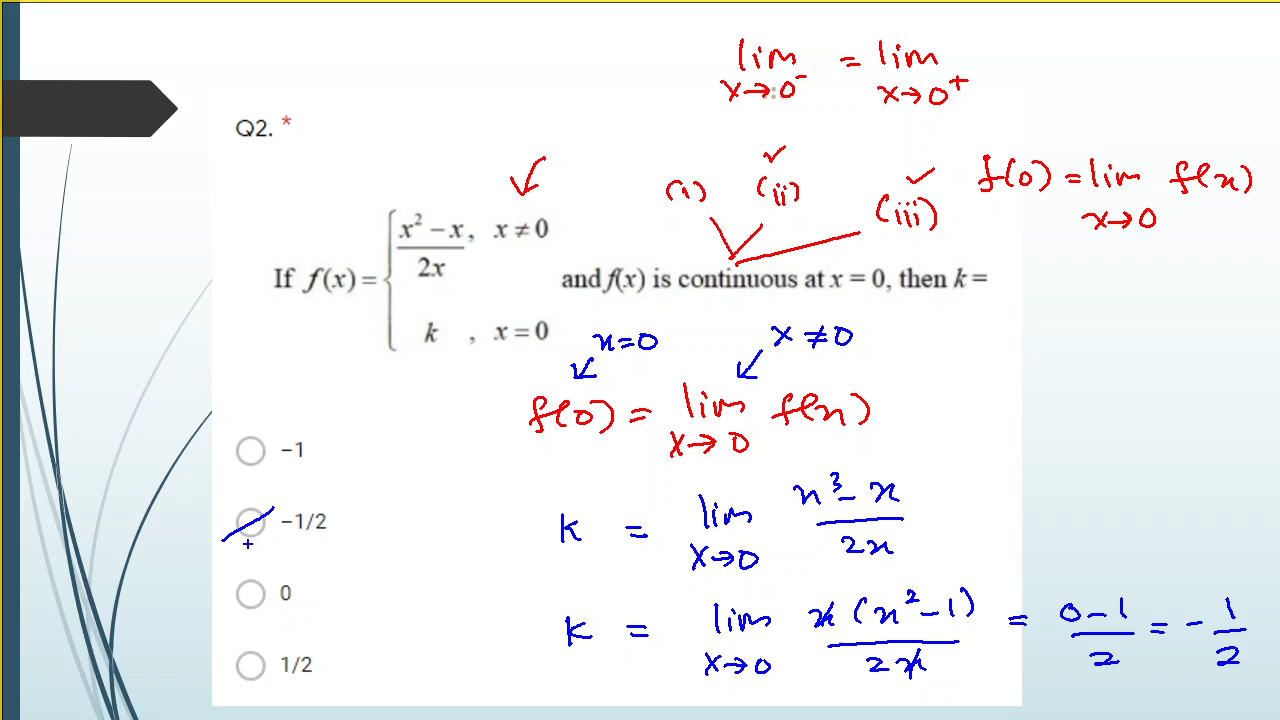 lim x→0⁻ = lim x→0⁺
Q2. *
(i) (ii) (iii) f(0) = lim x→0 f(x)
If f(x) = { (x² – x)/2x, x ≠ 0
k , x = 0
and f(x) is continuous at x = 0, then k =
x=0 x ≠ 0
f(0) = lim x→0 f(x)
–1
k = lim x→0 (x³ – x)/2x
–1/2
0
k = lim x→0 x(x² – 1)/2x = (0 – 1)/2 = –1/2
1/2